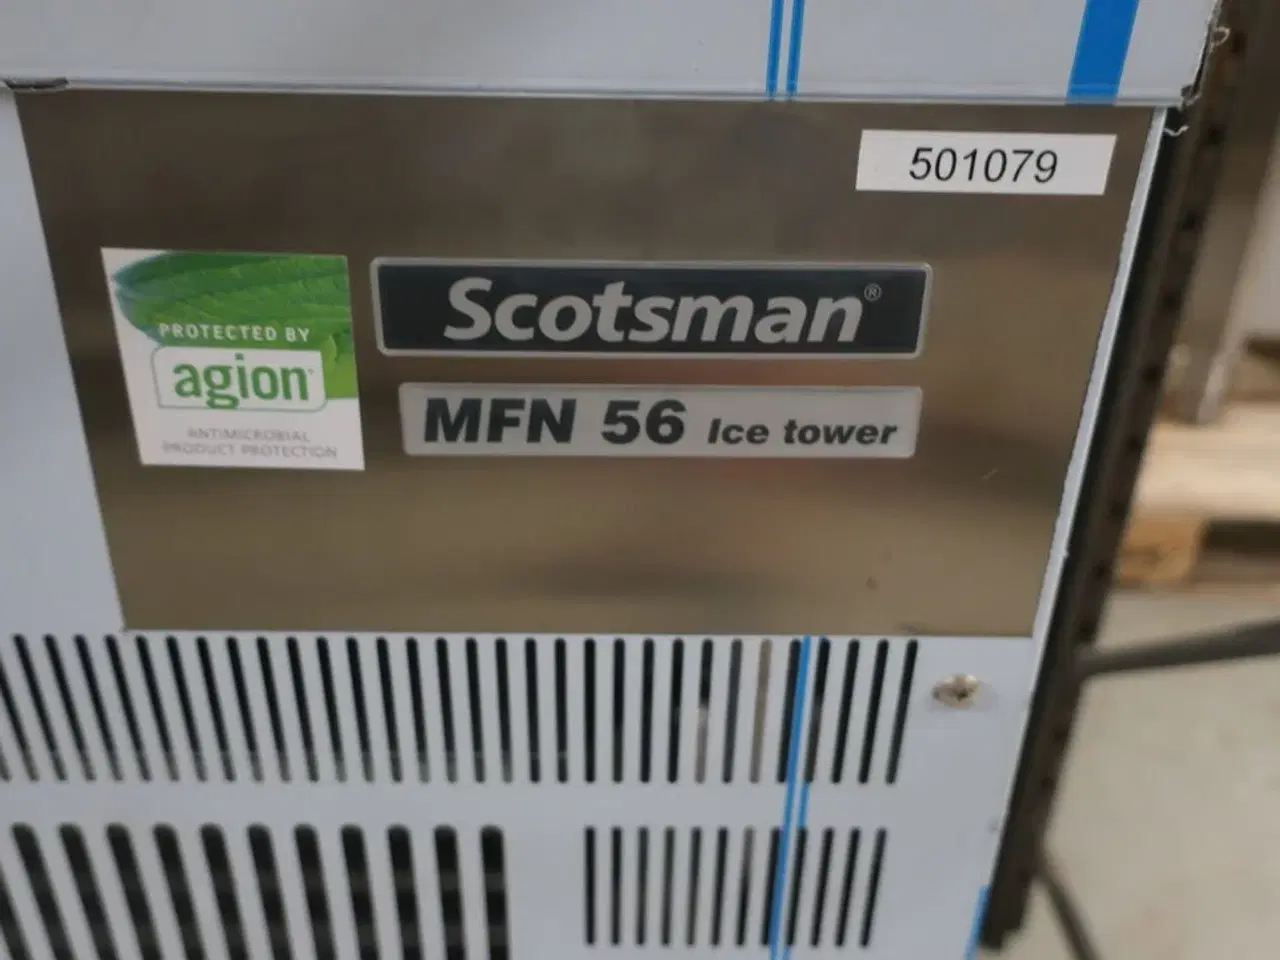 501079
Scotsman®
MFN 56 Ice tower
PROTECTED BY
agion
ANTIMICROBIAL
PRODUCT PROTECTION